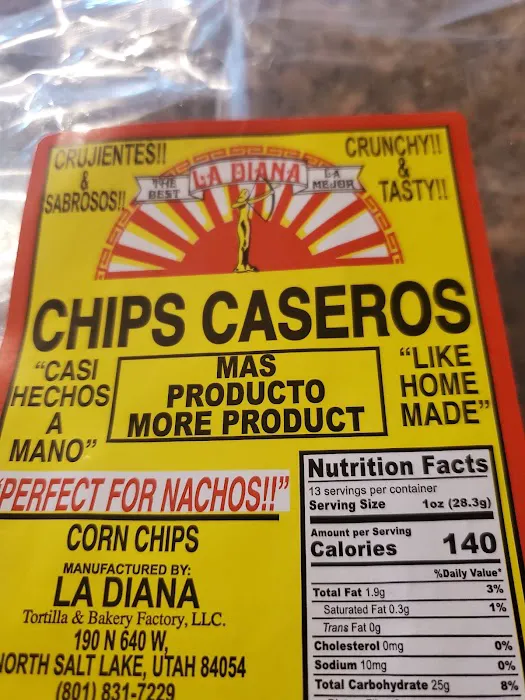 CRUJIENTES!!
&
SABROSOS!!
THE
BEST
LA DIANA
LA
MEJOR
CRUNCHY!!
&
TASTY!!
CHIPS CASEROS
"CASI
HECHOS
A
MANO"
MAS
PRODUCTO
MORE PRODUCT
"LIKE
HOME
MADE"
"PERFECT FOR NACHOS!!"
CORN CHIPS
MANUFACTURED BY:
LA DIANA
Tortilla & Bakery Factory, LLC.
190 N 640 W,
NORTH SALT LAKE, UTAH 84054
(801) 831-7229
Nutrition Facts
13 servings per container
Serving Size 1oz (28.3g)
Amount per Serving
Calories 140
%Daily Value*
Total Fat 1.9g 3%
Saturated Fat 0.3g 1%
Trans Fat 0g
Cholesterol 0mg 0%
Sodium 10mg 0%
Total Carbohydrate 25g 8%